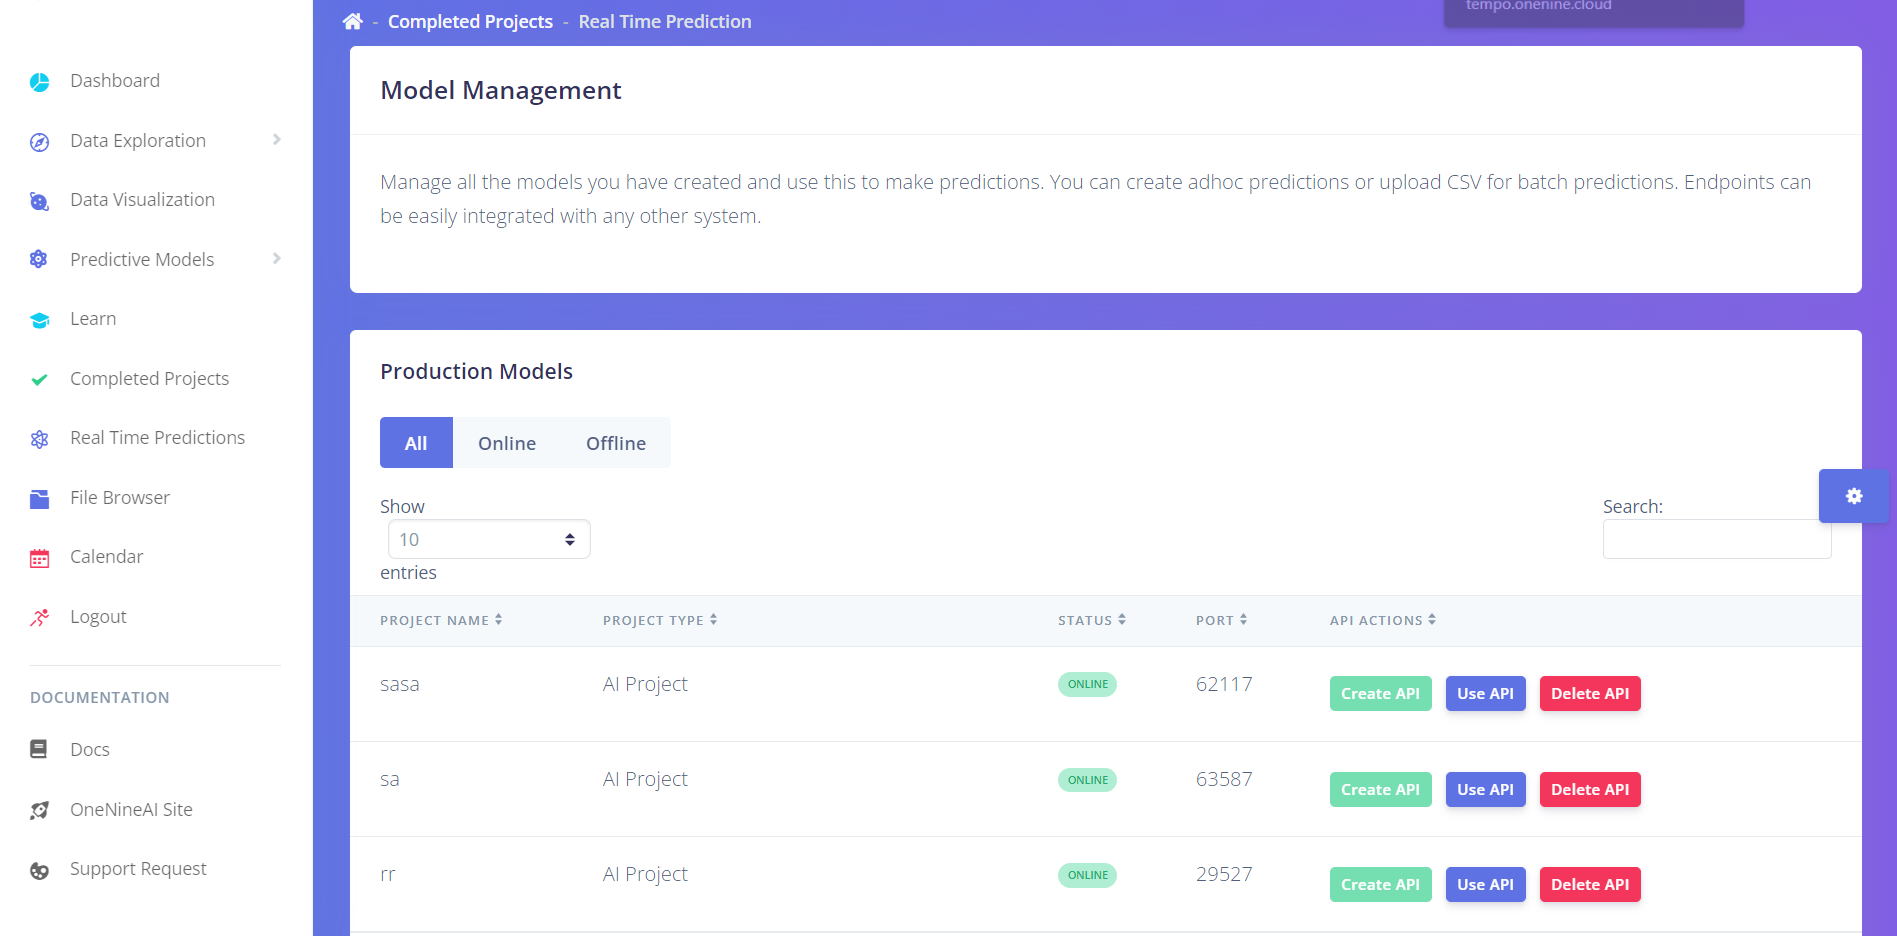 tempo.onenine.cloud
- Completed Projects - Real Time Prediction
Dashboard
Data Exploration
Data Visualization
Predictive Models
Learn
Completed Projects
Real Time Predictions
File Browser
Calendar
Logout
DOCUMENTATION
Docs
OneNineAI Site
Support Request
Model Management
Manage all the models you have created and use this to make predictions. You can create adhoc predictions or upload CSV for batch predictions. Endpoints can
be easily integrated with any other system.
Production Models
All Online Offline
Show
10
entries
Search:
PROJECT NAME PROJECT TYPE STATUS PORT API ACTIONS
sasa AI Project ONLINE 62117 Create API Use API Delete API
sa AI Project ONLINE 63587 Create API Use API Delete API
rr AI Project ONLINE 29527 Create API Use API Delete API